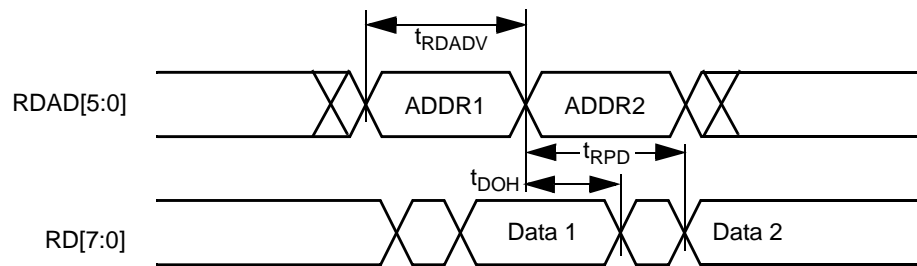 tRDADV
RDAD[5:0] ADDR1 ADDR2
tRPD
tDOH
RD[7:0] Data 1 Data 2